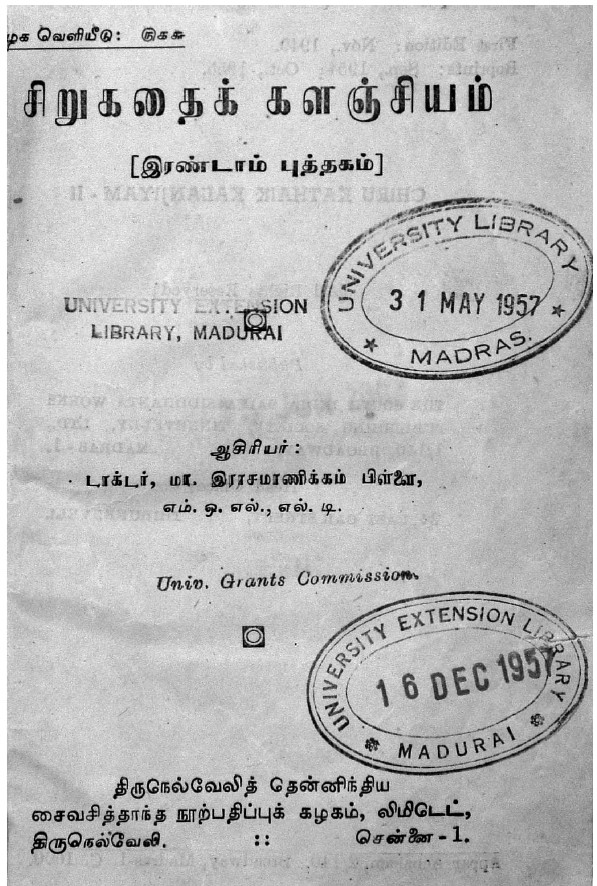 ழக வெளியீடு: ௫௧௬
சிறுகதைக் களஞ்சியம்
[இரண்டாம் புத்தகம்]
UNIVERSITY LIBRARY
31 MAY 1957
MADRAS.
UNIVERSITY EXTENSION
LIBRARY, MADURAI
ஆசிரியர்:
டாக்டர், மா. இராசமாணிக்கம் பிள்ளை,
எம். ஓ. எல்., எல். டி.
Univ. Grants Commission.
UNIVERSITY EXTENSION LIBRARY
16 DEC 1957
MADURAI
திருநெல்வேலித் தென்னிந்திய
சைவசித்தாந்த நூற்பதிப்புக் கழகம், லிமிடெட்,
திருநெல்வேலி. :: சென்னை-1.